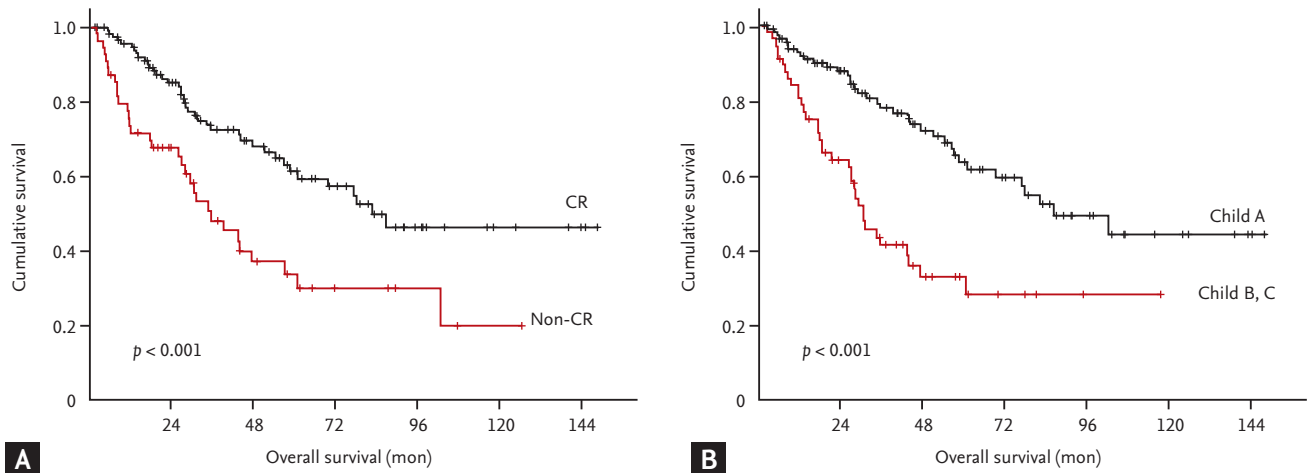 1.0
0.8
0.6
0.4
0.2
0
Cumulative survival
CR
Non-CR
p < 0.001
24 48 72 96 120 144
Overall survival (mon)
A
1.0
0.8
0.6
0.4
0.2
0
Cumulative survival
Child A
Child B, C
p < 0.001
24 48 72 96 120 144
Overall survival (mon)
B